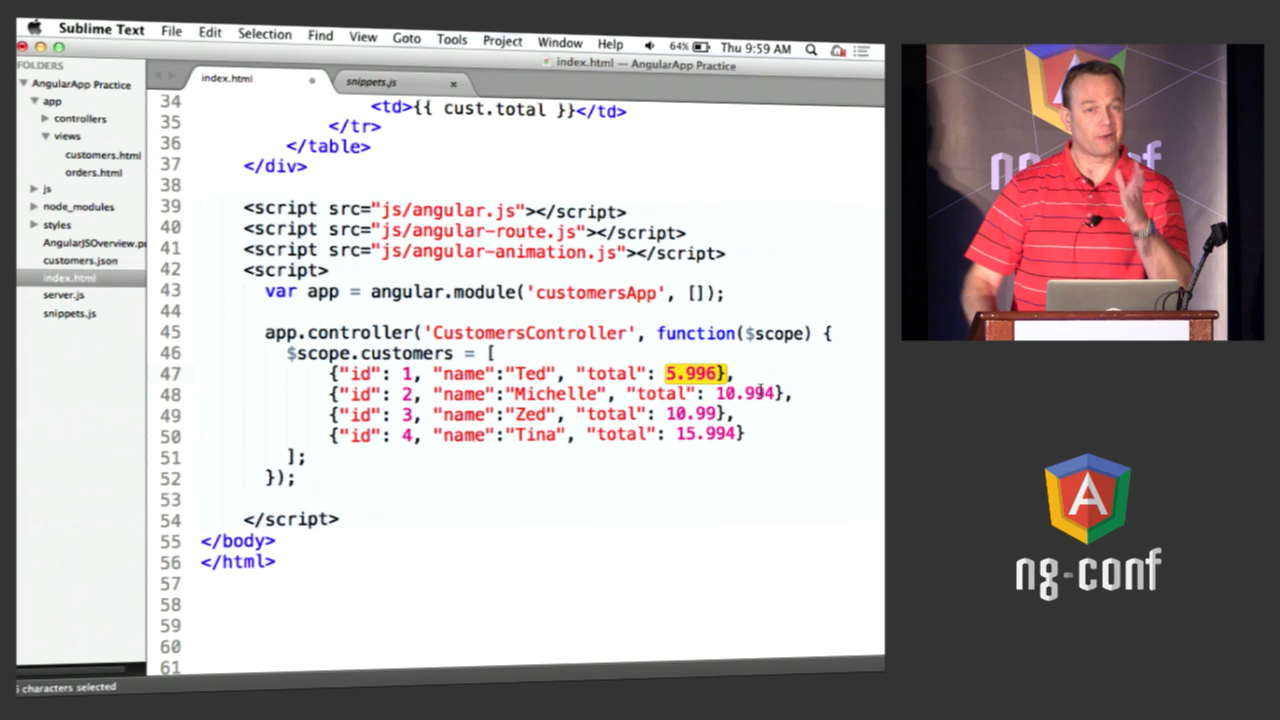 Sublime Text File Edit Selection Find View Goto Tools Project Window Help 64% Thu 9:59 AM
index.html — AngularApp Practice
FOLDERS
AngularApp Practice
app
controllers
views
customers.html
orders.html
js
node_modules
styles
customers.json
index.html
server.js
snippets.js
index.html
snippets.js x
34 <td>{{ cust.total }}</td>
35 </tr>
36 </table>
37 </div>
38
39 <script src="js/angular.js"></script>
40 <script src="js/angular-route.js"></script>
41 <script src="js/angular-animation.js"></script>
42 <script>
43 var app = angular.module('customersApp', []);
44
45 app.controller('CustomersController', function($scope) {
46 $scope.customers = [
47 {"id": 1, "name":"Ted", "total": 5.996},
48 {"id": 2, "name":"Michelle", "total": 10.994},
49 {"id": 3, "name":"Zed", "total": 10.99},
50 {"id": 4, "name":"Tina", "total": 15.994}
51 ];
52 });
53
54 </script>
55 </body>
56 </html>
57
58
59
60
61
characters selected
A
ng-conf